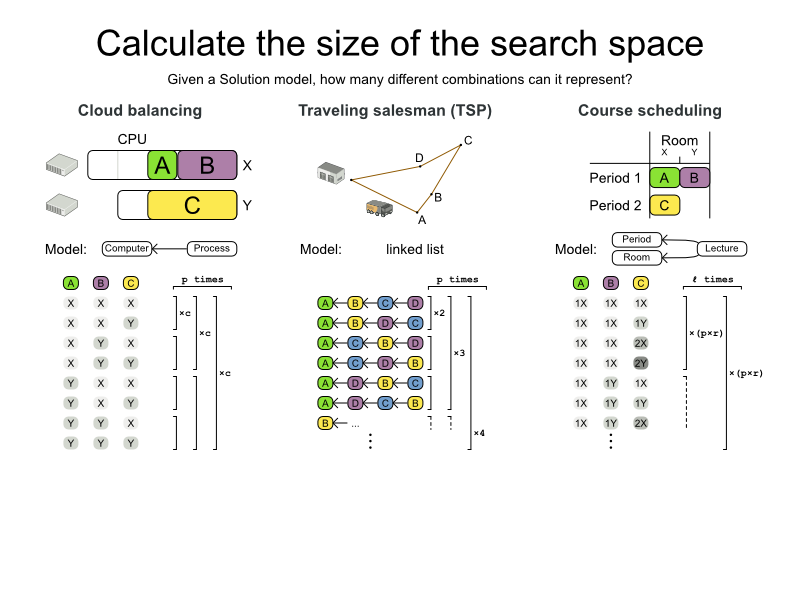 Calculate the size of the search space
Given a Solution model, how many different combinations can it represent?
Cloud balancing
CPU
A B X
C Y
Model: Computer Process
A B C p times
X X X
X X Y
X Y X
X Y Y
Y X X
Y X Y
Y Y X
Y Y Y
×c
×c
×c
Traveling salesman (TSP)
C
D
B
A
Model: linked list
p times
A B C D
A B D C
A C B D
A C D B
A D B C
A D C B
B ...
×2
×3
×4
Course scheduling
Room
X Y
Period 1 A B
Period 2 C
Model: Period Room Lecture
A B C ℓ times
1X 1X 1X
1X 1X 1Y
1X 1X 2X
1X 1X 2Y
1X 1Y 1X
1X 1Y 1Y
1X 1Y 2X
×(p×r)
×(p×r)